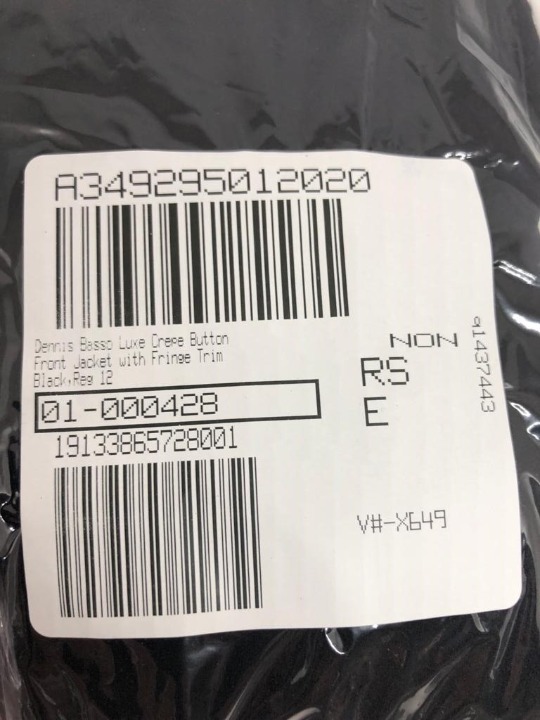 A349295012020
Dennis Basso Luxe Crepe Button
Front Jacket with Fringe Trim
Black,Reg 12
01-000428
19133865728001
NON
RS
E
V#-X649
a1437443